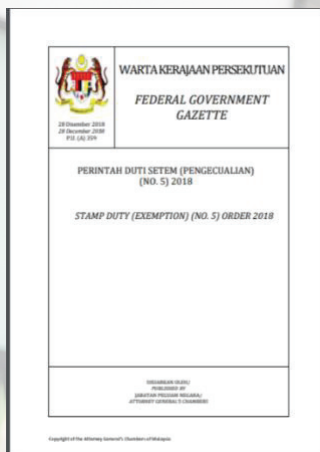 WARTA KERAJAAN PERSEKUTUAN
FEDERAL GOVERNMENT
GAZETTE
28 Disember 2018
28 December 2018
P.U. (A) 359
PERINTAH DUTI SETEM (PENGECUALIAN)
(NO. 5) 2018
STAMP DUTY (EXEMPTION) (NO. 5) ORDER 2018
DISIARKAN OLEH/
PUBLISHED BY
JABATAN PEGUAM NEGARA/
ATTORNEY GENERAL'S CHAMBERS
Copyright of the Attorney General's Chambers of Malaysia